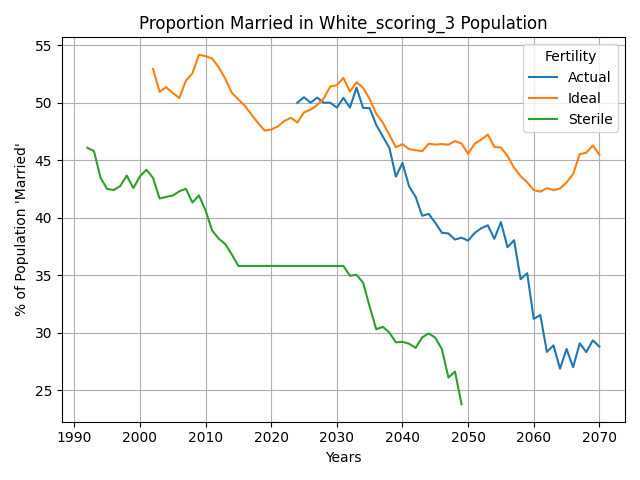 Proportion Married in White_scoring_3 Population
% of Population 'Married'
55
50
45
40
35
30
25
Fertility
Actual
Ideal
Sterile
1990 2000 2010 2020 2030 2040 2050 2060 2070
Years